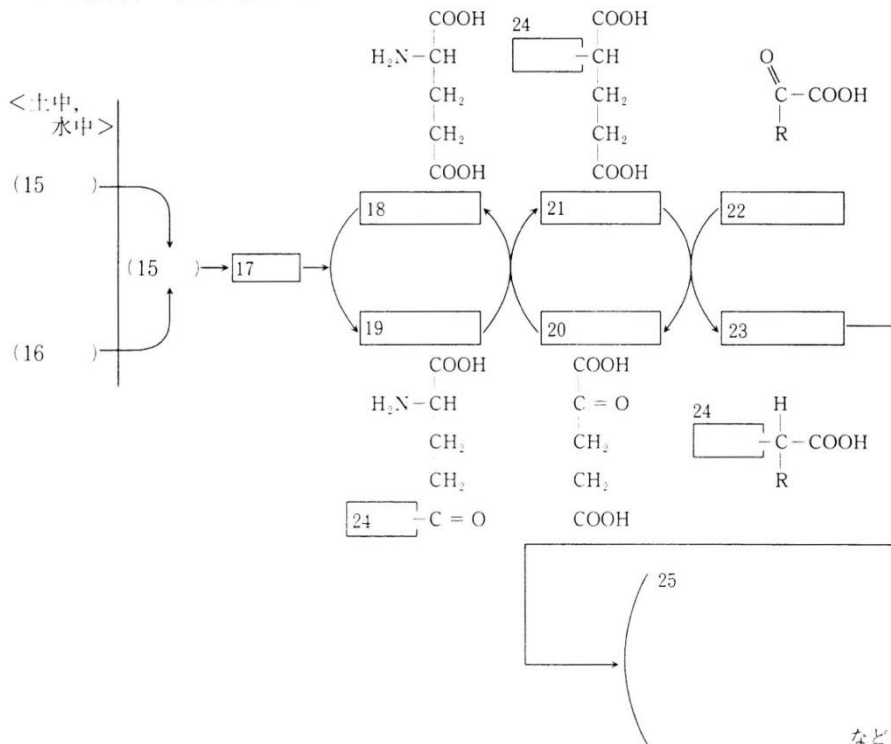 <土中,
水中>
COOH
H₂N-CH
CH₂
CH₂
COOH
24
COOH
-CH
CH₂
CH₂
COOH
O
C-COOH
R
(15 )
(15 )
(16 )
17
18
19
21
20
22
23
COOH
H₂N-CH
CH₂
CH₂
24 -C=O
COOH
C=O
CH₂
CH₂
COOH
24
H
-C-COOH
R
25
など